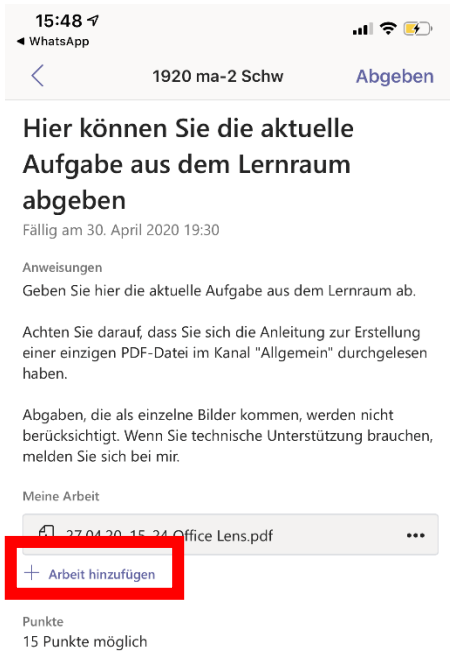 15:48
WhatsApp
1920 ma-2 Schw
Abgeben
Hier können Sie die aktuelle
Aufgabe aus dem Lernraum
abgeben
Fällig am 30. April 2020 19:30
Anweisungen
Geben Sie hier die aktuelle Aufgabe aus dem Lernraum ab.
Achten Sie darauf, dass Sie sich die Anleitung zur Erstellung
einer einzigen PDF-Datei im Kanal "Allgemein" durchgelesen
haben.
Abgaben, die als einzelne Bilder kommen, werden nicht
berücksichtigt. Wenn Sie technische Unterstützung brauchen,
melden Sie sich bei mir.
Meine Arbeit
27.04.20, 15-24 Office Lens.pdf
Arbeit hinzufügen
Punkte
15 Punkte möglich